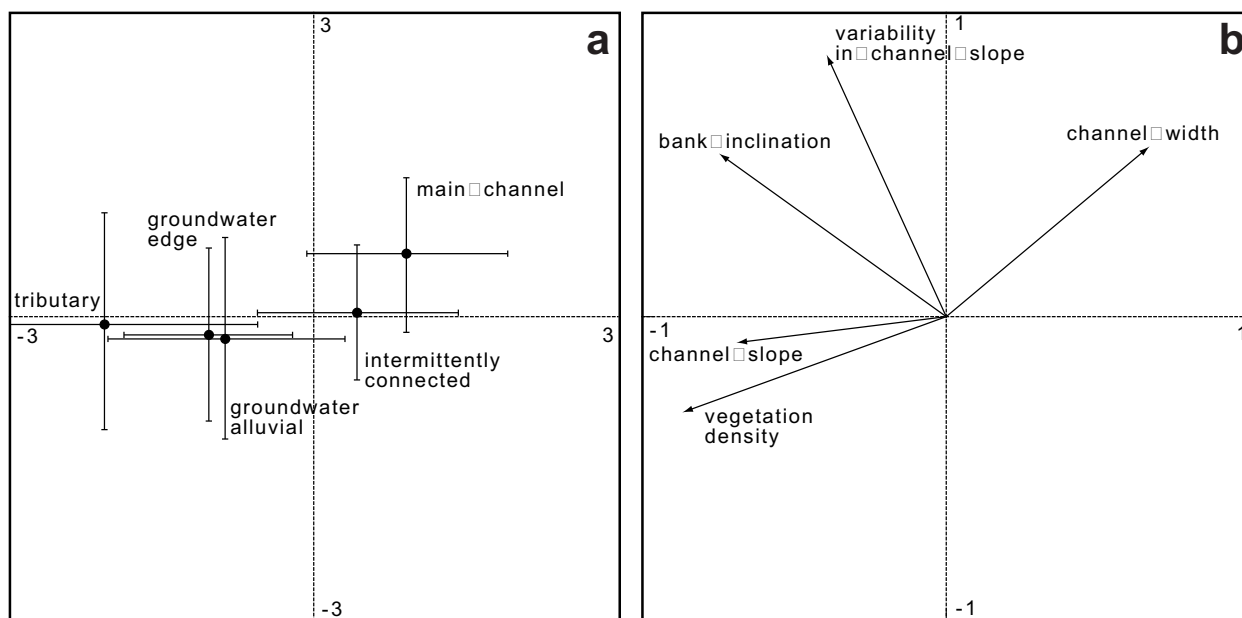 3
a
main□channel
groundwater
edge
tributary
-3
3
intermittently
connected
groundwater
alluvial
-3
1
b
variability
in□channel□slope
channel□width
bank□inclination
-1
1
channel□slope
vegetation
density
-1